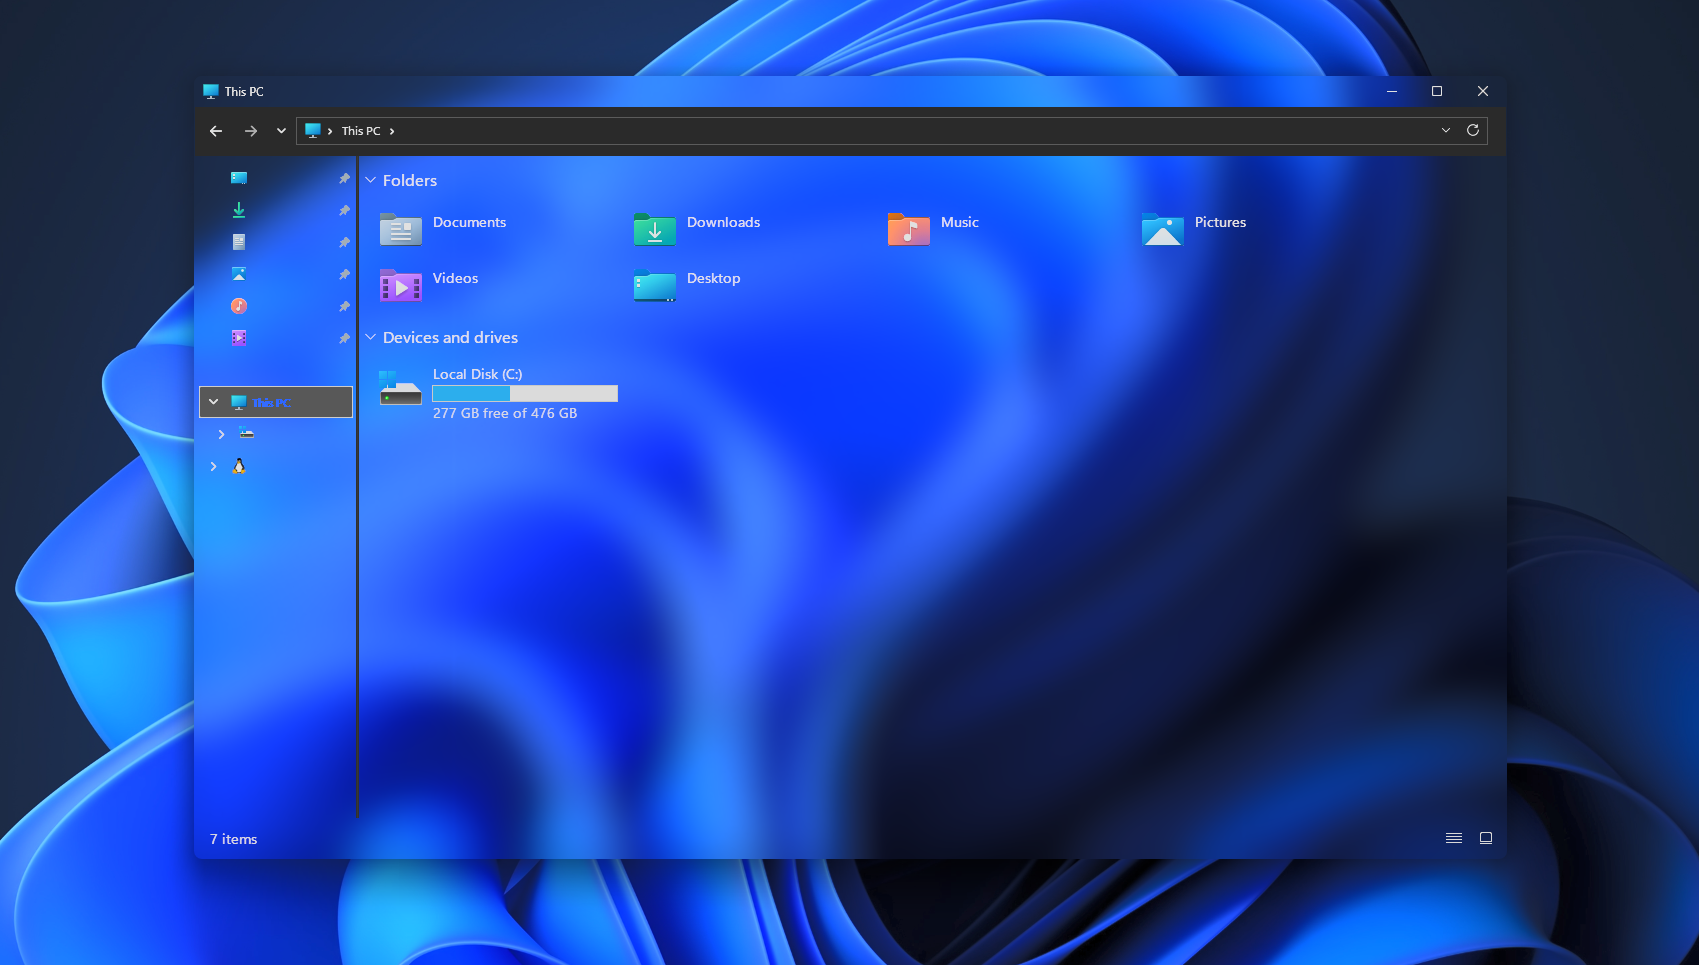 This PC
This PC
Folders
Documents
Downloads
Music
Pictures
Videos
Desktop
This PC
Devices and drives
Local Disk (C:)
277 GB free of 476 GB
7 items